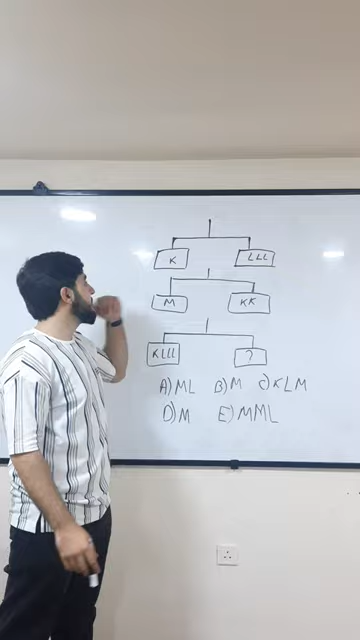 K LLL
M KK
KLLL ?
A) ML B) M C) KLM
D) M E) MML